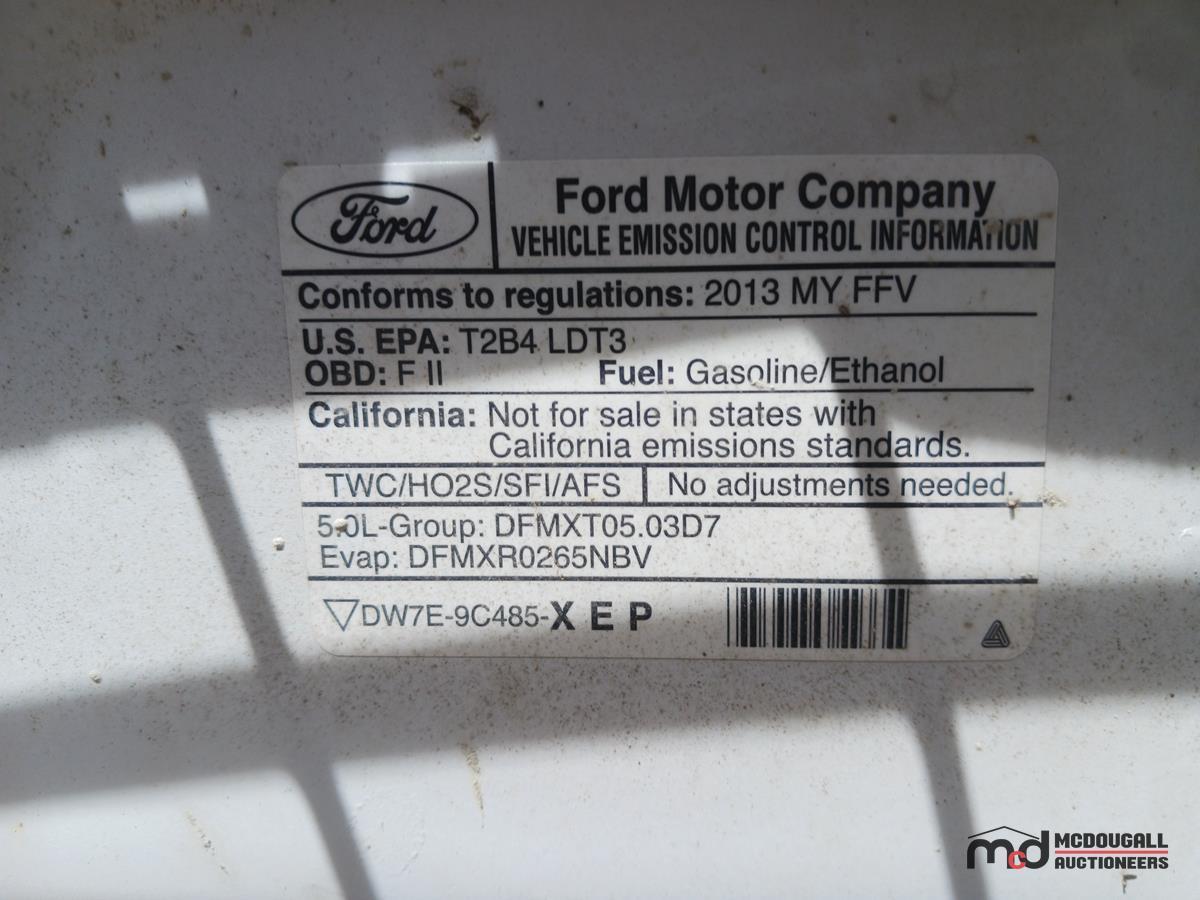 Ford
Ford Motor Company
VEHICLE EMISSION CONTROL INFORMATION
Conforms to regulations: 2013 MY FFV
U.S. EPA: T2B4 LDT3
OBD: F II Fuel: Gasoline/Ethanol
California: Not for sale in states with
California emissions standards.
TWC/HO2S/SFI/AFS No adjustments needed.
5.0L-Group: DFMXT05.03D7
Evap: DFMXR0265NBV
DW7E-9C485-X E P
mcd MCDOUGALL
AUCTIONEERS